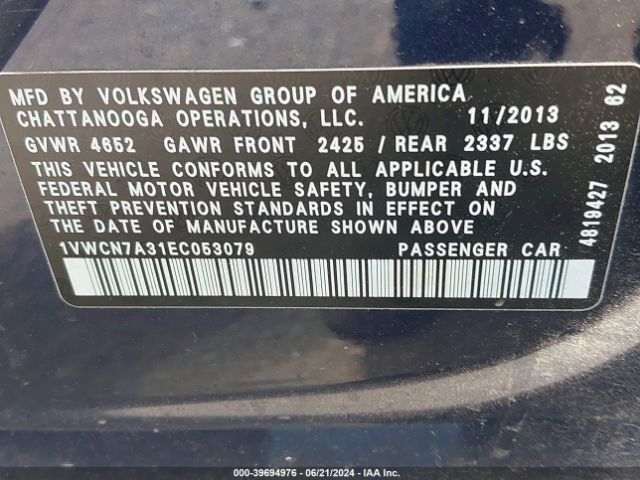 MFD BY VOLKSWAGEN GROUP OF AMERICA
CHATTANOOGA OPERATIONS, LLC. 11/2013
GVWR 4652 GAWR FRONT 2425 / REAR 2337 LBS
THIS VEHICLE CONFORMS TO ALL APPLICABLE U.S.
FEDERAL MOTOR VEHICLE SAFETY, BUMPER AND
THEFT PREVENTION STANDARDS IN EFFECT ON
THE DATE OF MANUFACTURE SHOWN ABOVE
1VWCN7A31EC053079 PASSENGER CAR
4819427 2013 62
000-39694976 - 06/21/2024 - IAA Inc.